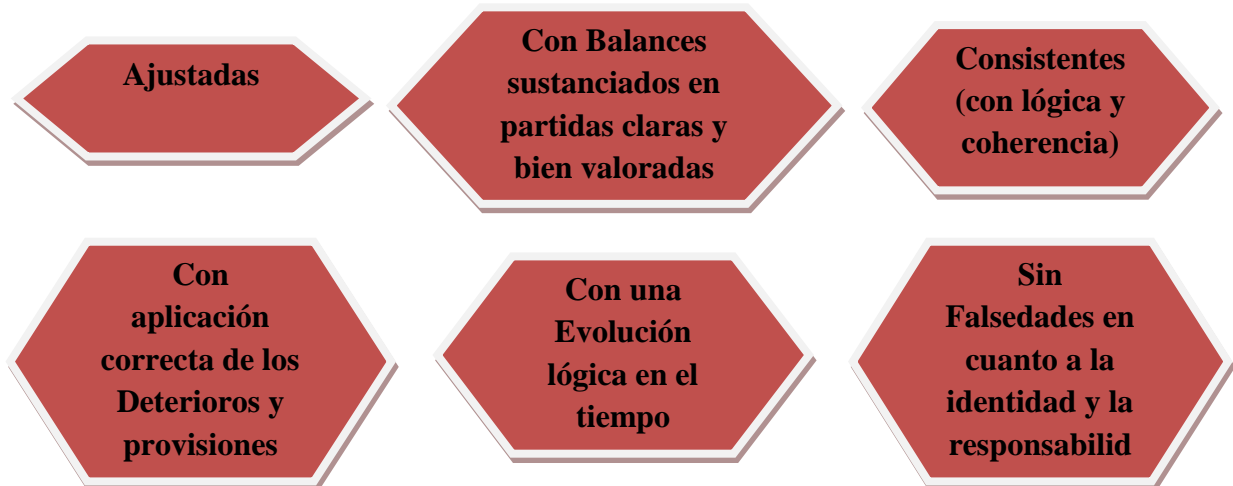 Ajustadas
Con Balances
sustanciados en
partidas claras y
bien valoradas
Consistentes
(con lógica y
coherencia)
Con
aplicación
correcta de los
Deterioros y
provisiones
Con una
Evolución
lógica en el
tiempo
Sin
Falsedades en
cuanto a la
identidad y la
responsabilid